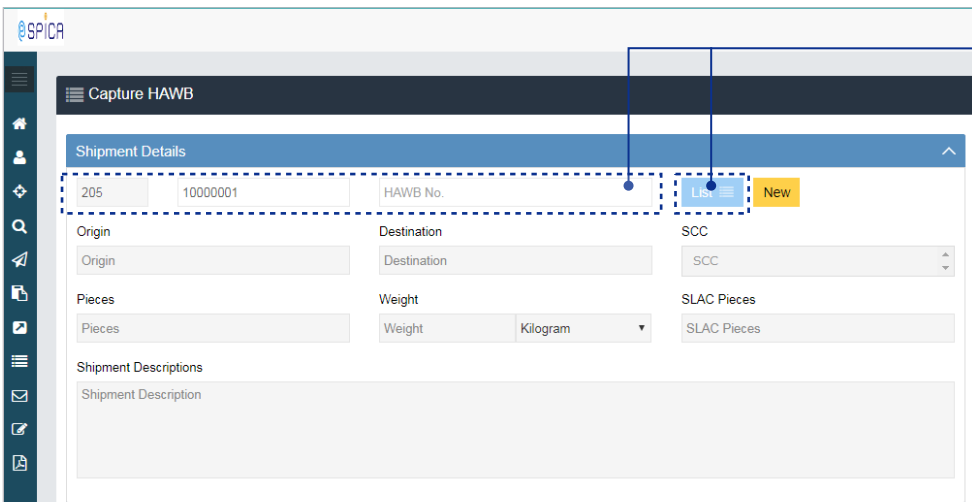 SPICA
Capture HAWB
Shipment Details
205 10000001 HAWB No. List New
Origin Destination SCC
Origin Destination SCC
Pieces Weight SLAC Pieces
Pieces Weight Kilogram SLAC Pieces
Shipment Descriptions
Shipment Description